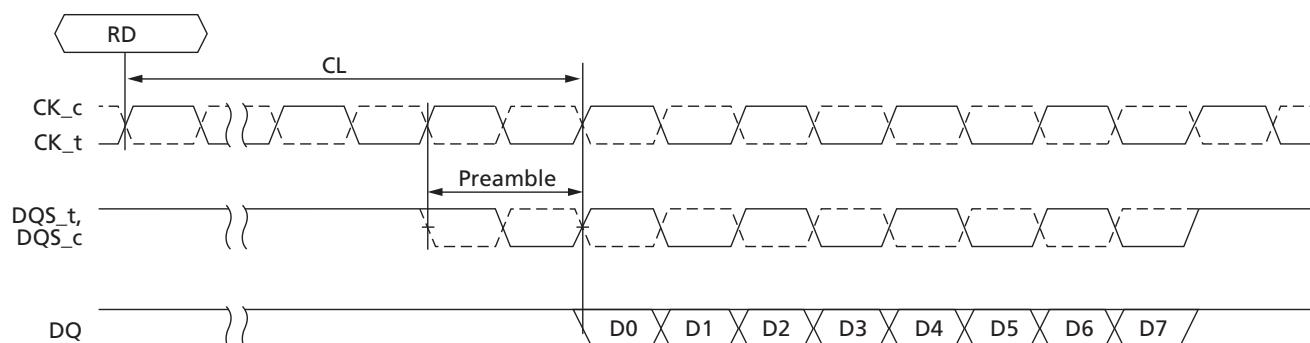 RD
CL
CK_c
CK_t
Preamble
DQS_t,
DQS_c
DQ
D0 D1 D2 D3 D4 D5 D6 D7